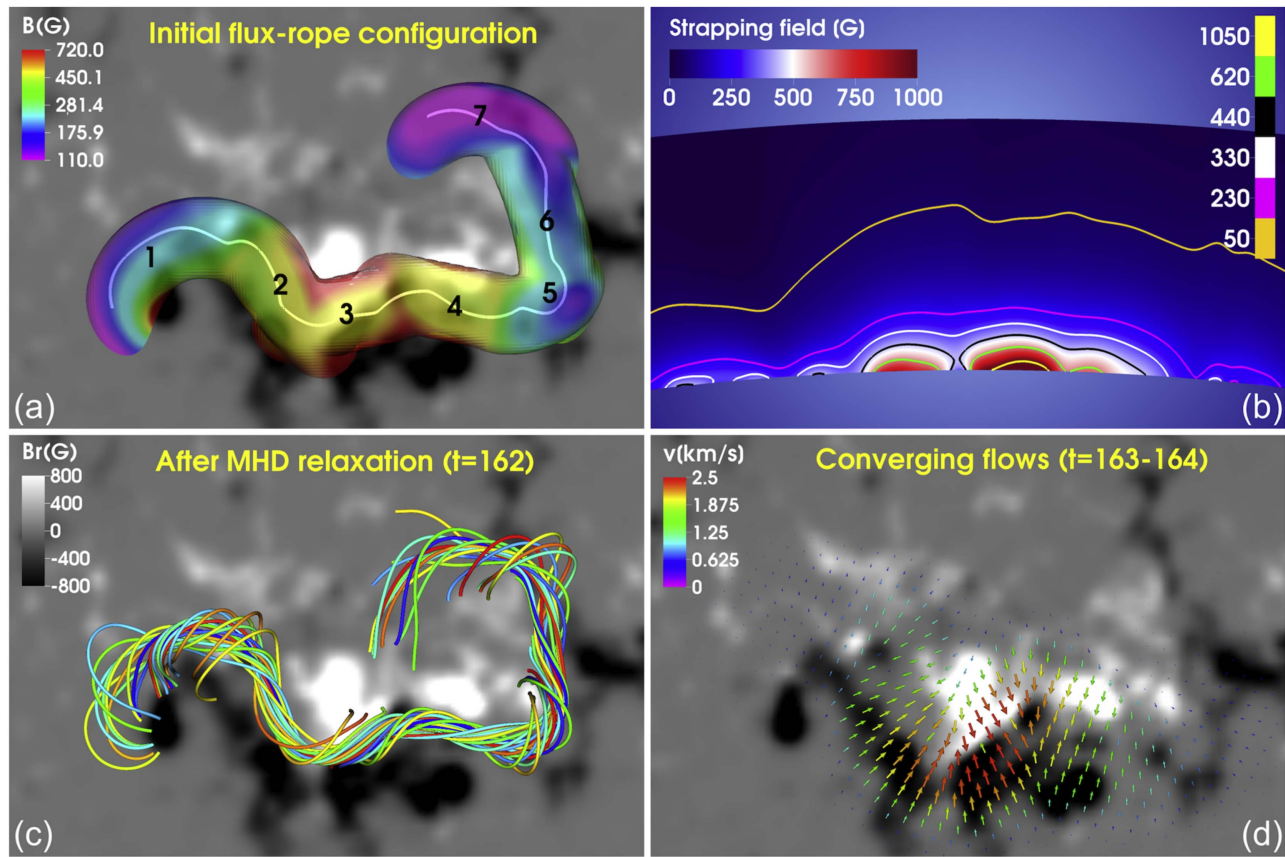 B(G)
Initial flux-rope configuration
720.0
450.1
281.4
175.9
110.0
1
2
3
4
5
6
7
(a)
Strapping field (G)
0 250 500 750 1000
1050
620
440
330
230
50
(b)
Br(G)
After MHD relaxation (t=162)
800
400
0
-400
-800
(c)
v(km/s)
Converging flows (t=163-164)
2.5
1.875
1.25
0.625
0
(d)